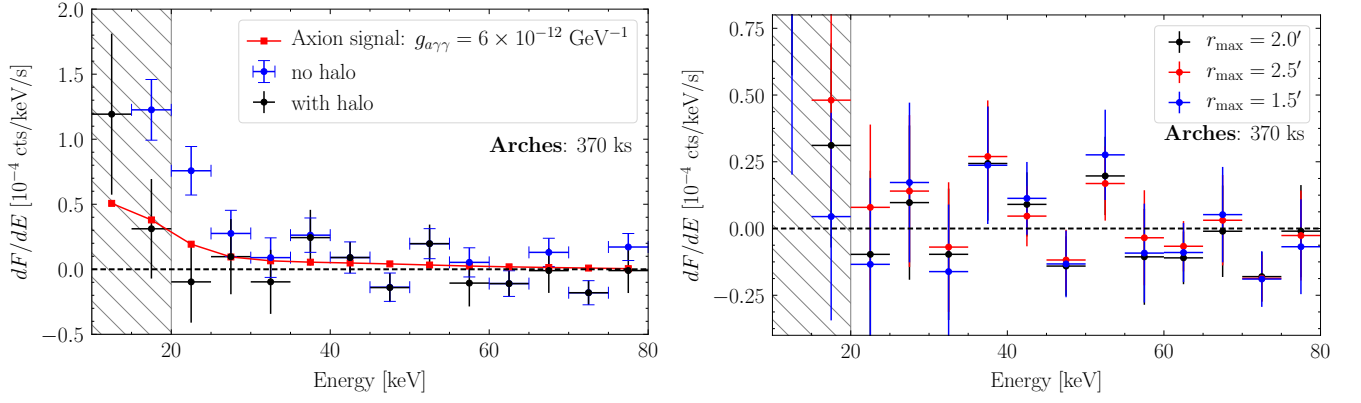 2.0
1.5
1.0
0.5
0.0
−0.5
dF/dE [10⁻⁴ cts/keV/s]
Axion signal: gₐγγ = 6 × 10⁻¹² GeV⁻¹
no halo
with halo
Arches: 370 ks
20
40
60
80
Energy [keV]
0.75
0.50
0.25
0.00
−0.25
dF/dE [10⁻⁴ cts/keV/s]
r_max = 2.0′
r_max = 2.5′
r_max = 1.5′
Arches: 370 ks
20
40
60
80
Energy [keV]